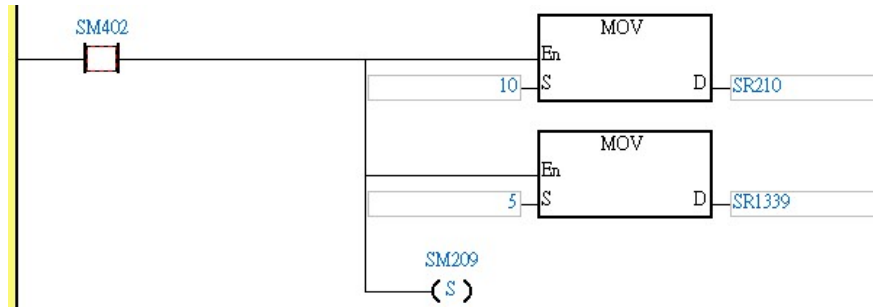 SM402
MOV
En
10 S D SR210
MOV
En
5 S D SR1339
SM209
S